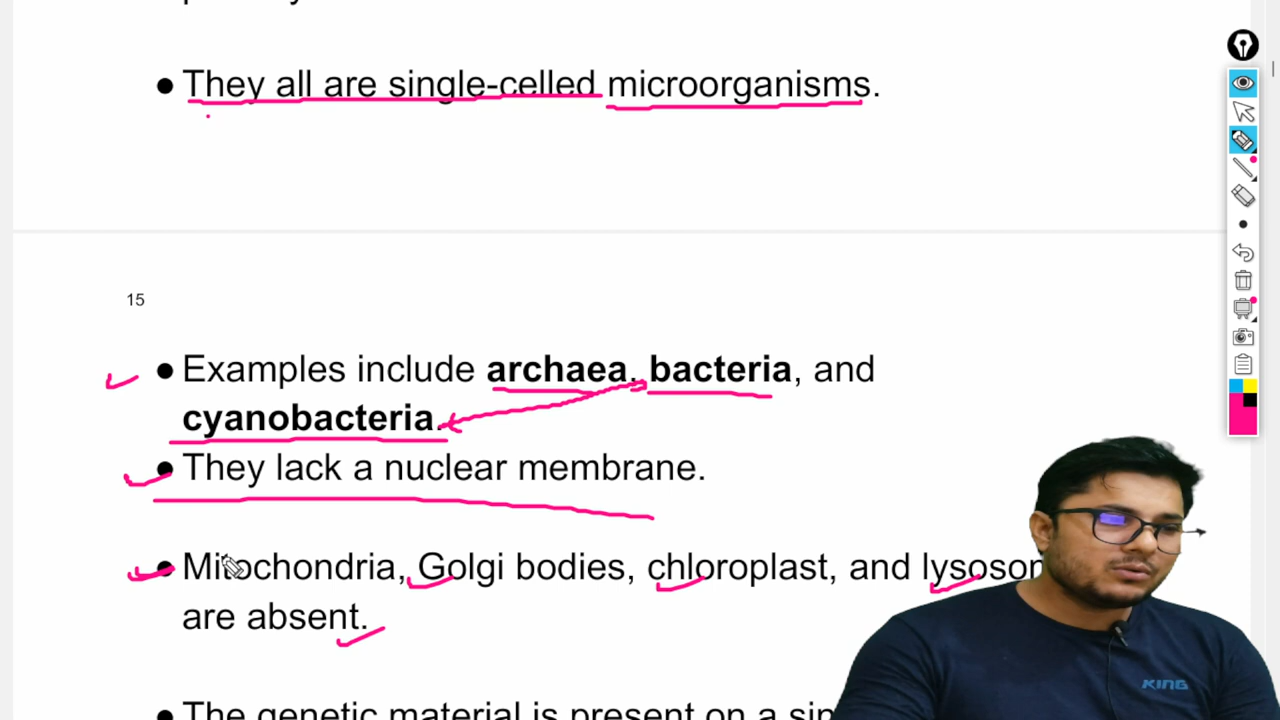 ● They all are single-celled microorganisms.
15
● Examples include archaea, bacteria, and
cyanobacteria.
● They lack a nuclear membrane.
● Mitochondria, Golgi bodies, chloroplast, and
are absent.
● The genetic material is present on a
KING